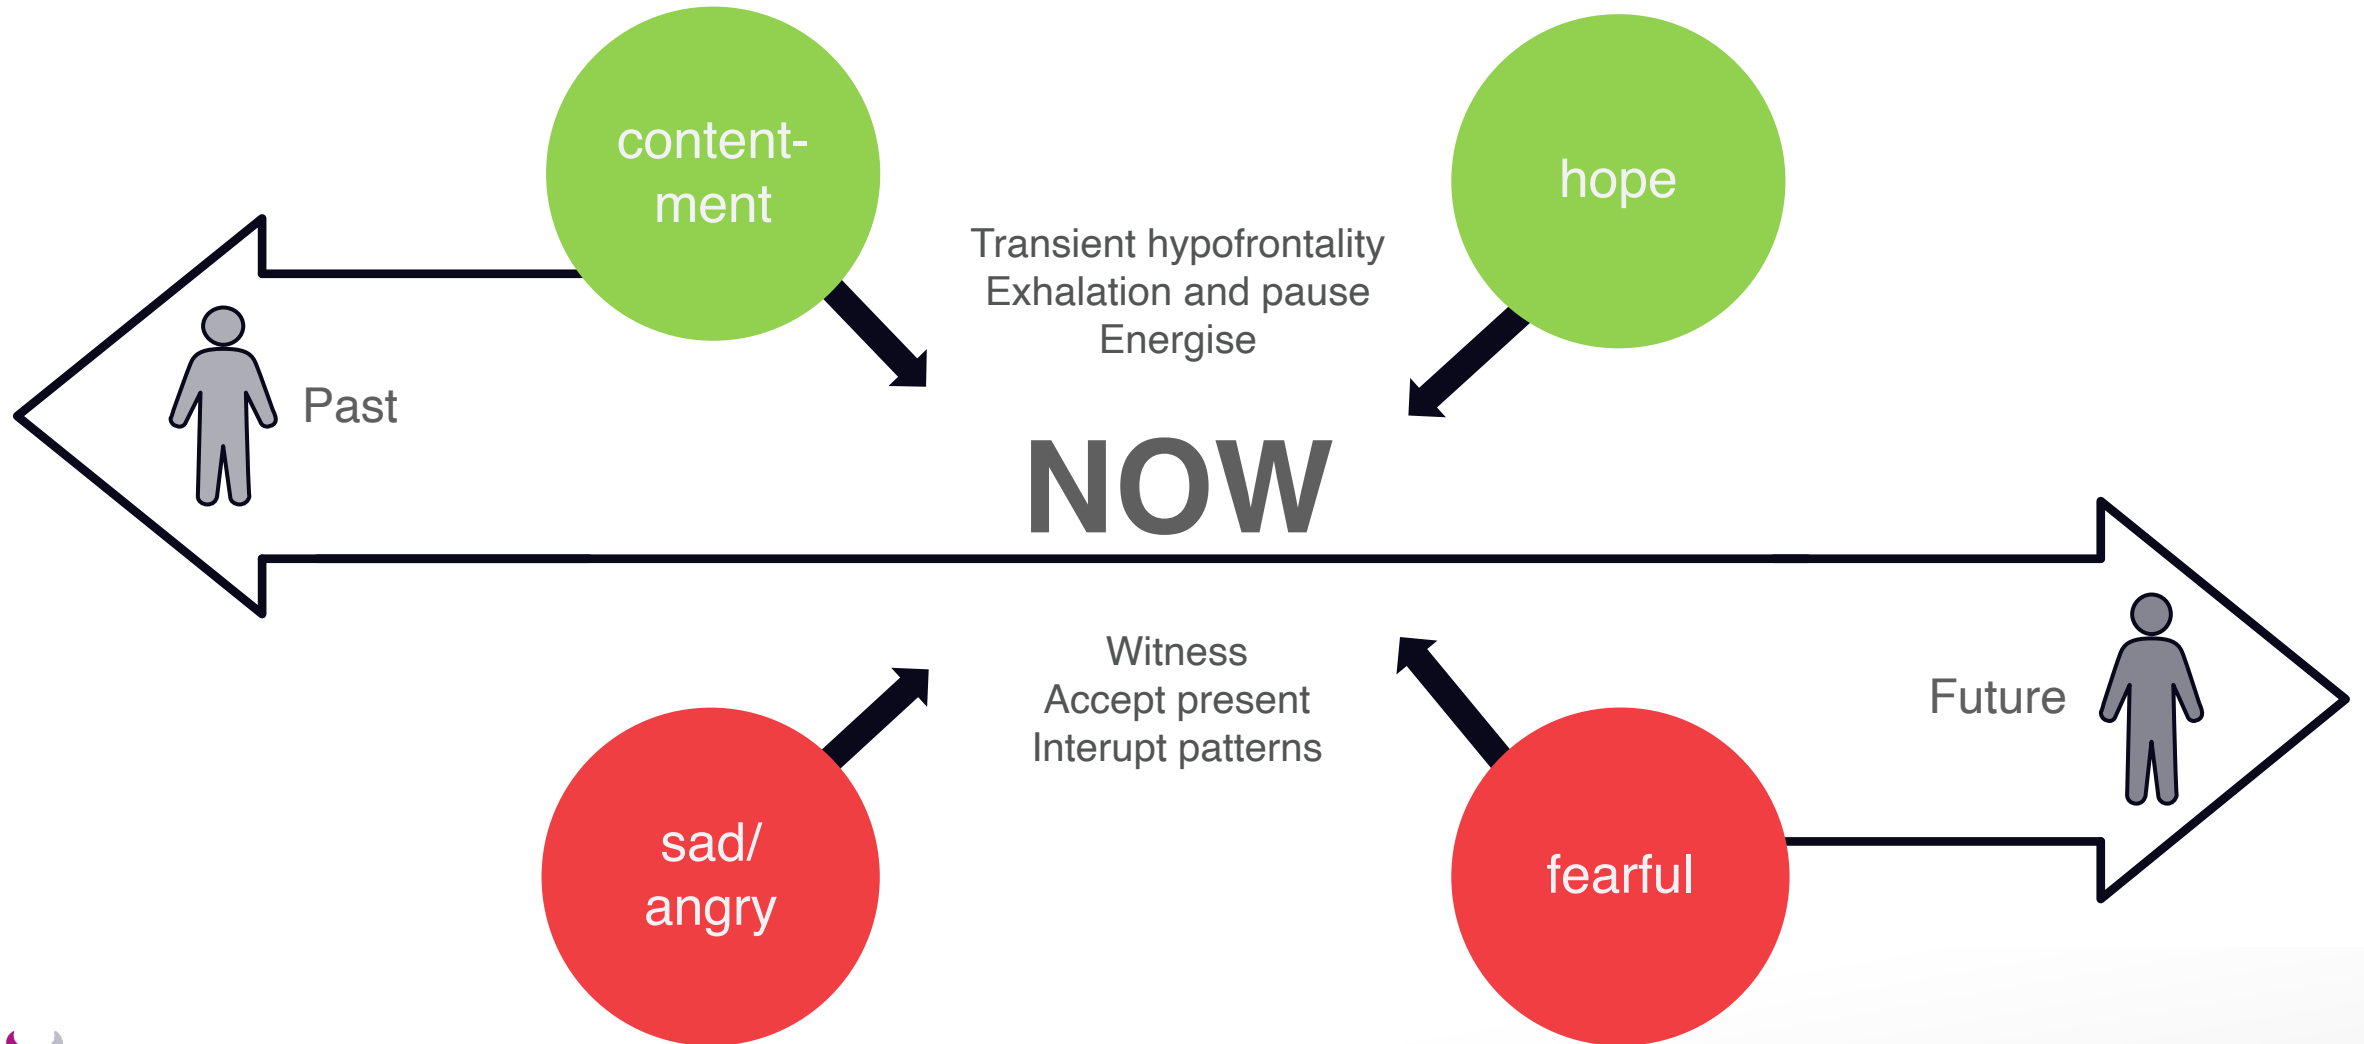 content-
ment
hope
Transient hypofrontality
Exhalation and pause
Energise
Past
NOW
Witness
Accept present
Interupt patterns
Future
sad/
angry
fearful